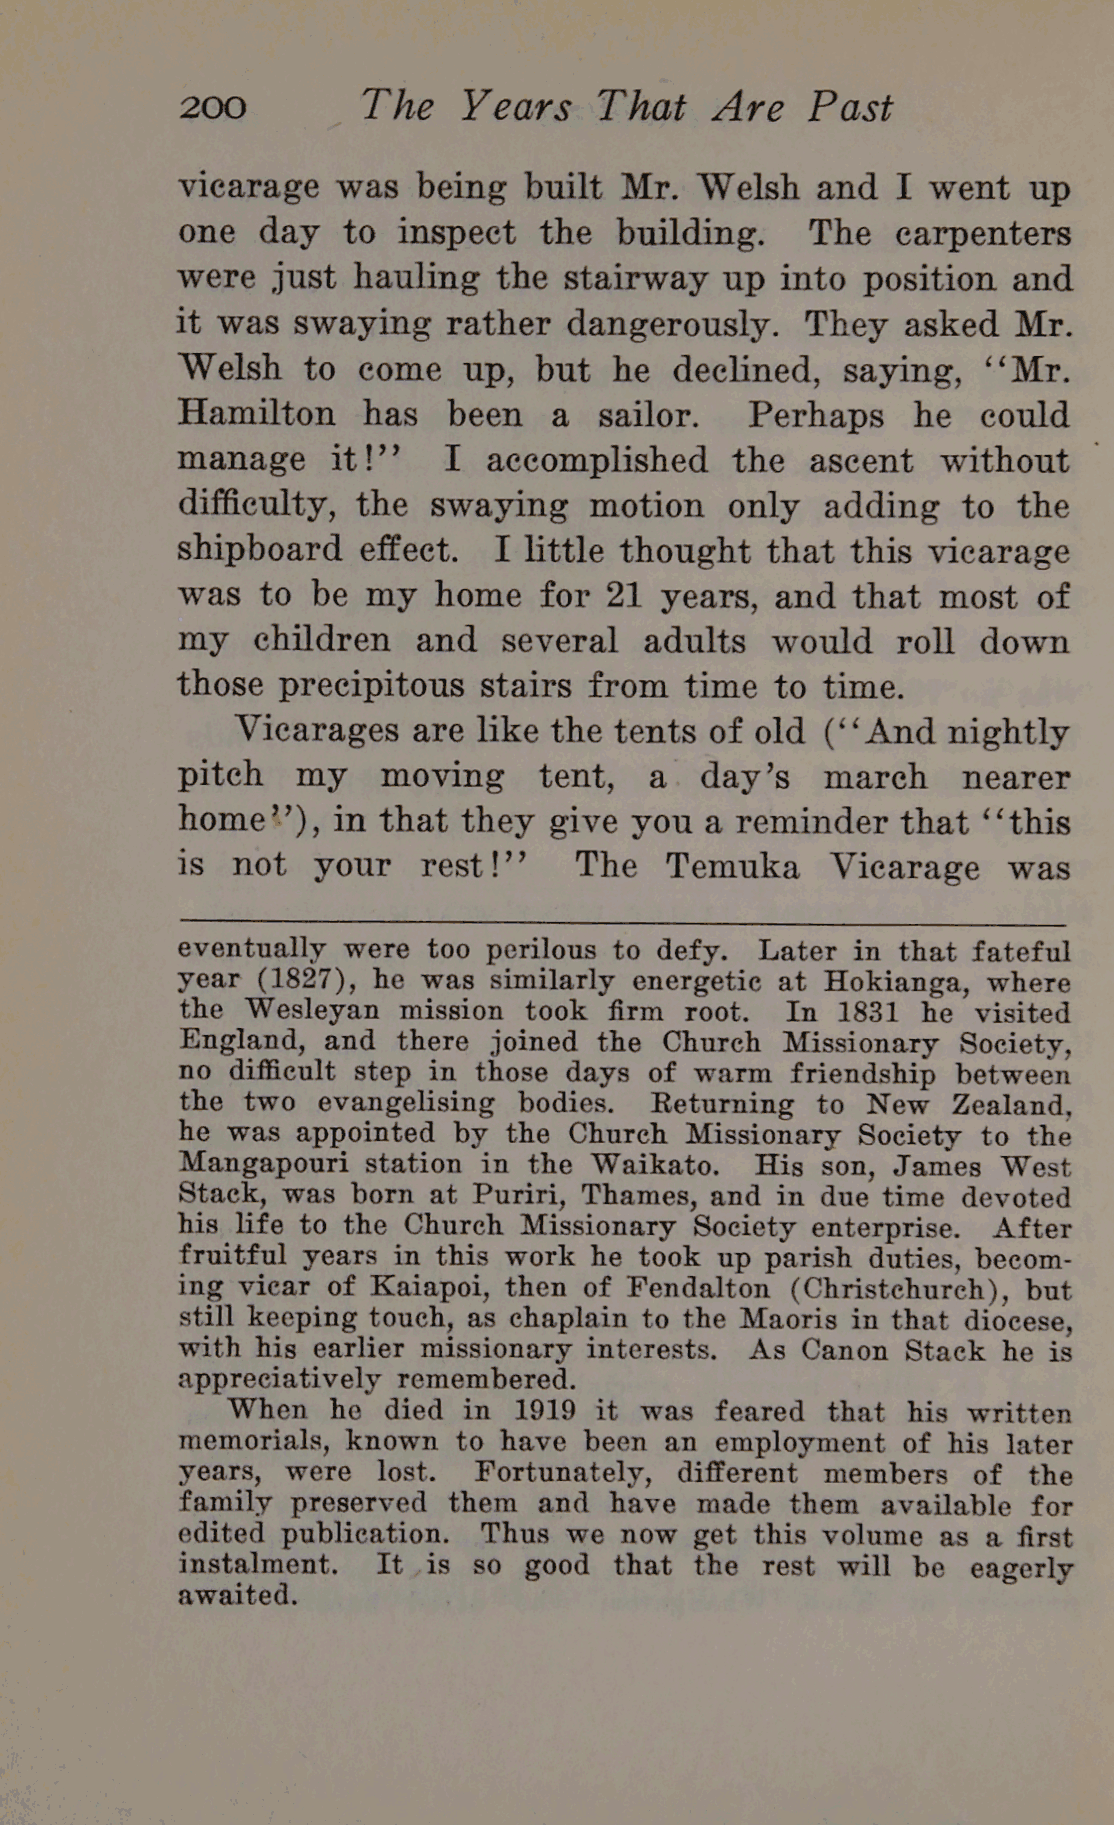 200 The Years That Are Past
vicarage was being built Mr. Welsh and I went up
one day to inspect the building. The carpenters
were just hauling the stairway up into position and
it was swaying rather dangerously. They asked Mr.
Welsh to come up, but he declined, saying, ‘‘Mr.
Hamilton has been a sailor. Perhaps he could
manage it!’’ I accomplished the ascent without
difficulty, the swaying motion only adding to the
shipboard effect. I little thought that this vicarage
was to be my home for 21 years, and that most of
my children and several adults would roll down
those precipitous stairs from time to time.
Vicarages are like the tents of old (‘‘And nightly
pitch my moving tent, a day’s march nearer
home’’), in that they give you a reminder that ‘‘this
is not your rest!’’ The Temuka Vicarage was
eventually were too perilous to defy. Later in that fateful
year (1827), he was similarly energetic at Hokianga, where
the Wesleyan mission took firm root. In 1831 he visited
England, and there joined the Church Missionary Society,
no difficult step in those days of warm friendship between
the two evangelising bodies. Returning to New Zealand,
he was appointed by the Church Missionary Society to the
Mangapouri station in the Waikato. His son, James West
Stack, was born at Puriri, Thames, and in due time devoted
his life to the Church Missionary Society enterprise. After
fruitful years in this work he took up parish duties, becom-
ing vicar of Kaiapoi, then of Fendalton (Christchurch), but
still keeping touch, as chaplain to the Maoris in that diocese,
with his earlier missionary interests. As Canon Stack he is
appreciatively remembered.
When he died in 1919 it was feared that his written
memorials, known to have been an employment of his later
years, were lost. Fortunately, different members of the
family preserved them and have made them available for
edited publication. Thus we now get this volume as a first
instalment. It is so good that the rest will be eagerly
awaited.